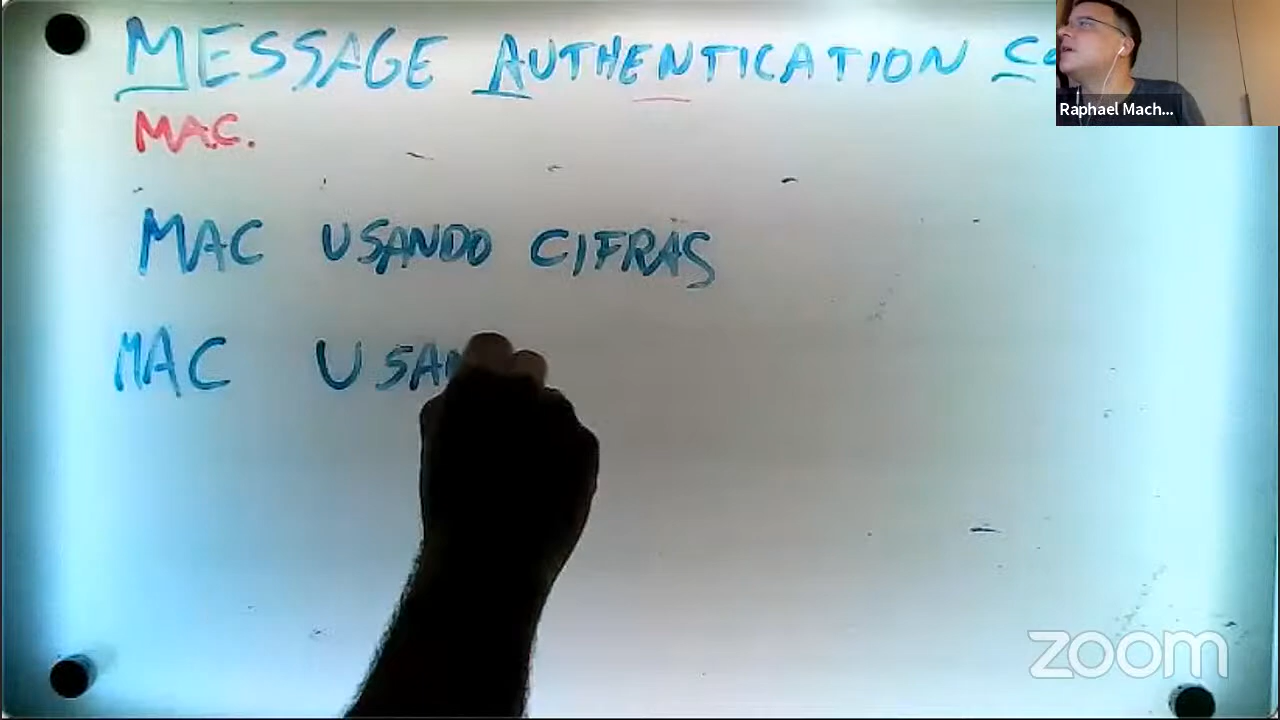 MESSAGE AUTHENTICATION
MAC.
MAC USANDO CIFRAS
MAC
Raphael Mach...
zoom